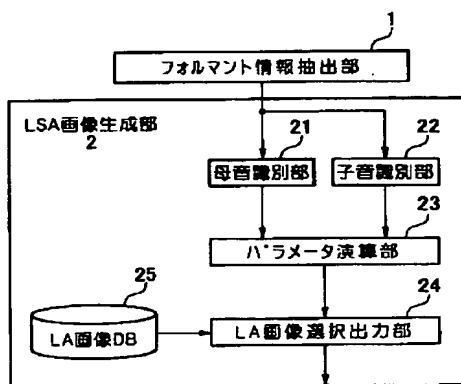 1
フォルマント情報抽出部
LSA画像生成部
2
21
22
母音識別部
子音識別部
23
パラメータ演算部
25
24
LA画像DB
LA画像選択出力部